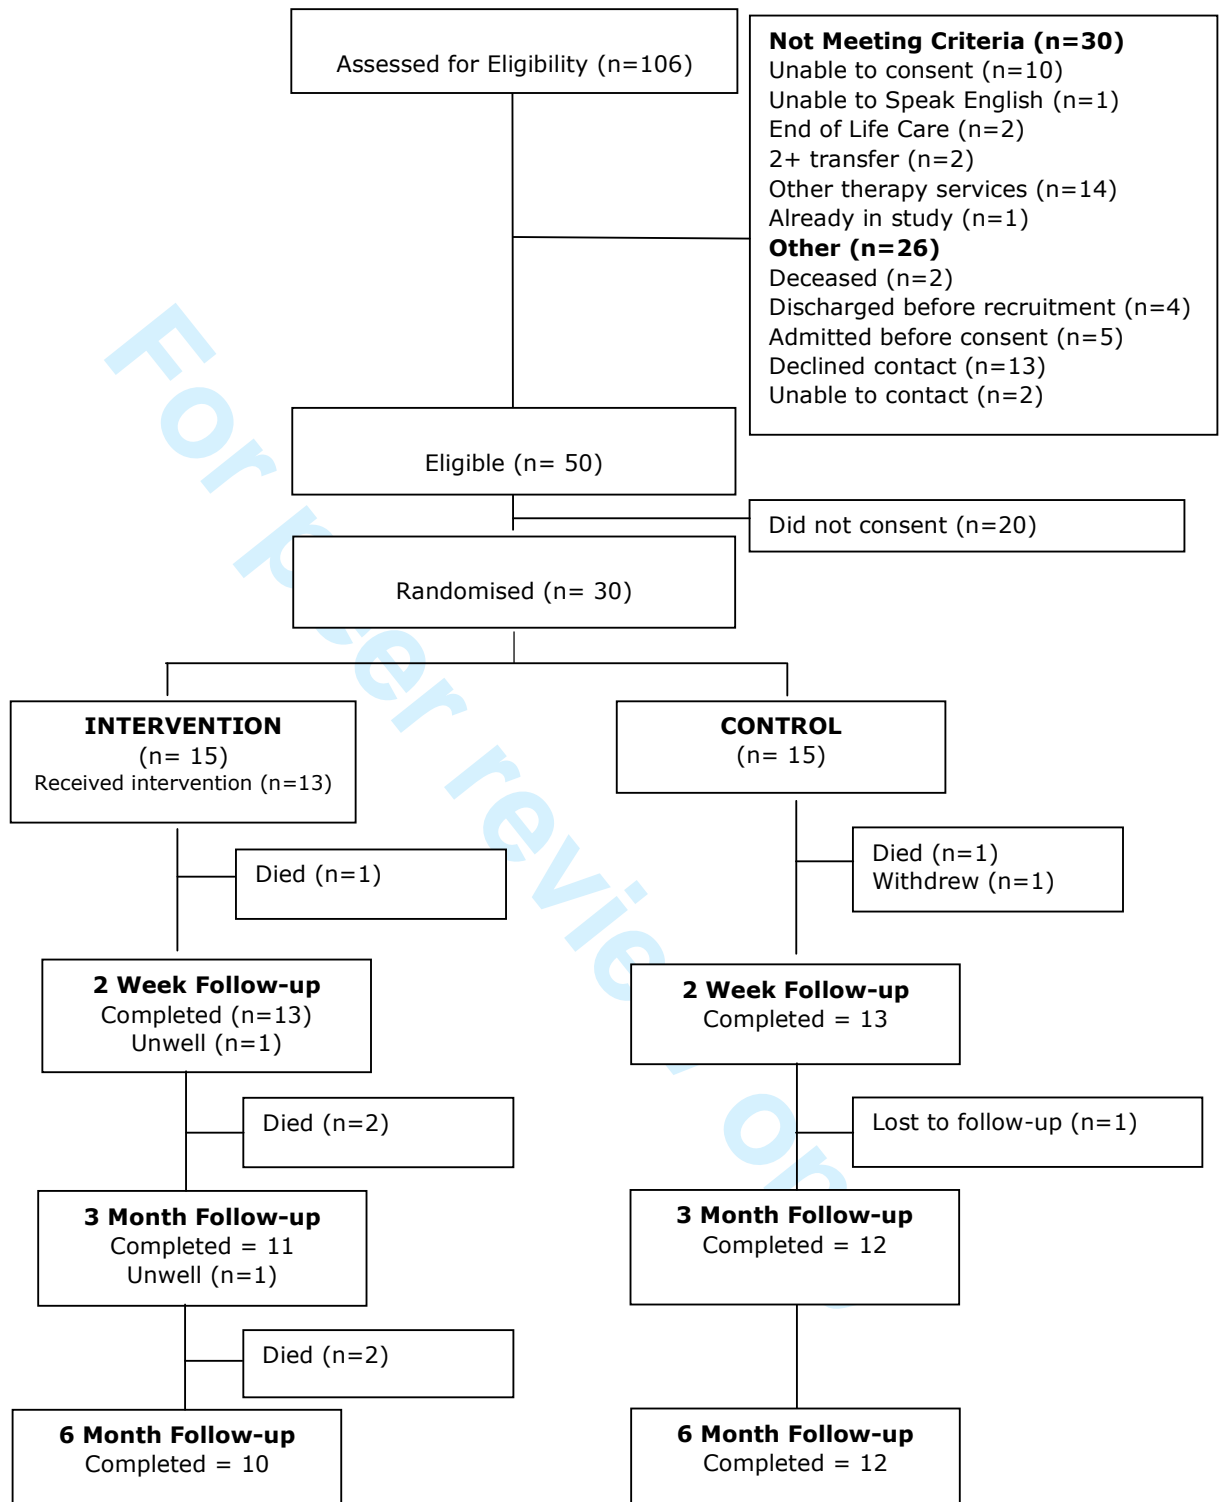 Assessed for Eligibility (n=106)
Not Meeting Criteria (n=30)
Unable to consent (n=10)
Unable to Speak English (n=1)
End of Life Care (n=2)
2+ transfer (n=2)
Other therapy services (n=14)
Already in study (n=1)
Other (n=26)
Deceased (n=2)
Discharged before recruitment (n=4)
Admitted before consent (n=5)
Declined contact (n=13)
Unable to contact (n=2)
Eligible (n= 50)
Did not consent (n=20)
Randomised (n= 30)
INTERVENTION
(n= 15)
Received intervention (n=13)
CONTROL
(n= 15)
Died (n=1)
Died (n=1)
Withdrew (n=1)
2 Week Follow-up
Completed (n=13)
Unwell (n=1)
2 Week Follow-up
Completed = 13
Died (n=2)
Lost to follow-up (n=1)
3 Month Follow-up
Completed = 11
Unwell (n=1)
3 Month Follow-up
Completed = 12
Died (n=2)
6 Month Follow-up
Completed = 10
6 Month Follow-up
Completed = 12
For peer review